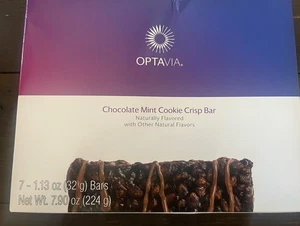 OPTAVIA®
Chocolate Mint Cookie Crisp Bar
Naturally Flavored
with Other Natural Flavors
7 - 1.13 oz (32 g) Bars
Net Wt. 7.90 oz (224 g)